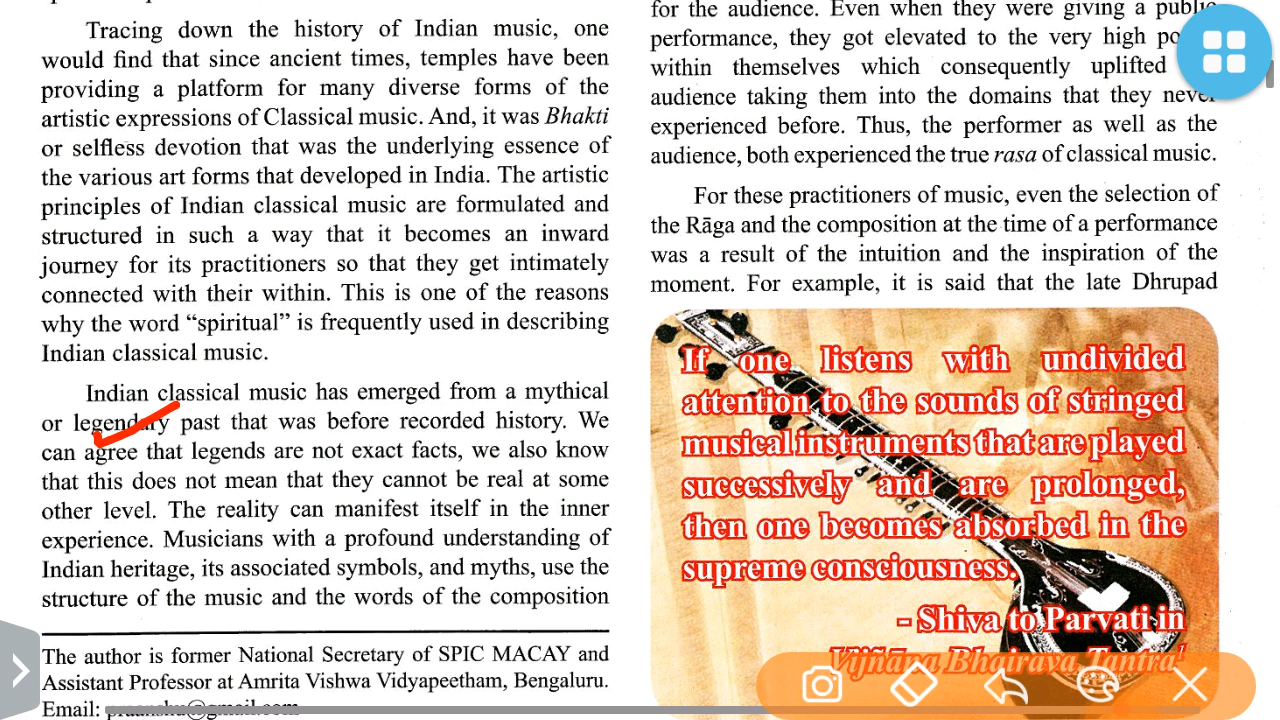 Tracing down the history of Indian music, one
would find that since ancient times, temples have been
providing a platform for many diverse forms of the
artistic expressions of Classical music. And, it was Bhakti
or selfless devotion that was the underlying essence of
the various art forms that developed in India. The artistic
principles of Indian classical music are formulated and
structured in such a way that it becomes an inward
journey for its practitioners so that they get intimately
connected with their within. This is one of the reasons
why the word “spiritual” is frequently used in describing
Indian classical music.
Indian classical music has emerged from a mythical
or legendary past that was before recorded history. We
can agree that legends are not exact facts, we also know
that this does not mean that they cannot be real at some
other level. The reality can manifest itself in the inner
experience. Musicians with a profound understanding of
Indian heritage, its associated symbols, and myths, use the
structure of the music and the words of the composition
The author is former National Secretary of SPIC MACAY and
Assistant Professor at Amrita Vishwa Vidyapeetham, Bengaluru.
Email:
for the audience. Even when they were giving a public
performance, they got elevated to the very high
within themselves which consequently uplifted
audience taking them into the domains that they never
experienced before. Thus, the performer as well as the
audience, both experienced the true rasa of classical music.
For these practitioners of music, even the selection of
the Rāga and the composition at the time of a performance
was a result of the intuition and the inspiration of the
moment. For example, it is said that the late Dhrupad
If one listens with undivided
attention to the sounds of stringed
musical instruments that are played
successively and are prolonged,
then one becomes absorbed in the
supreme consciousness.
- Shiva to Parvati in
Vijñāna Bhairava Tantra¹